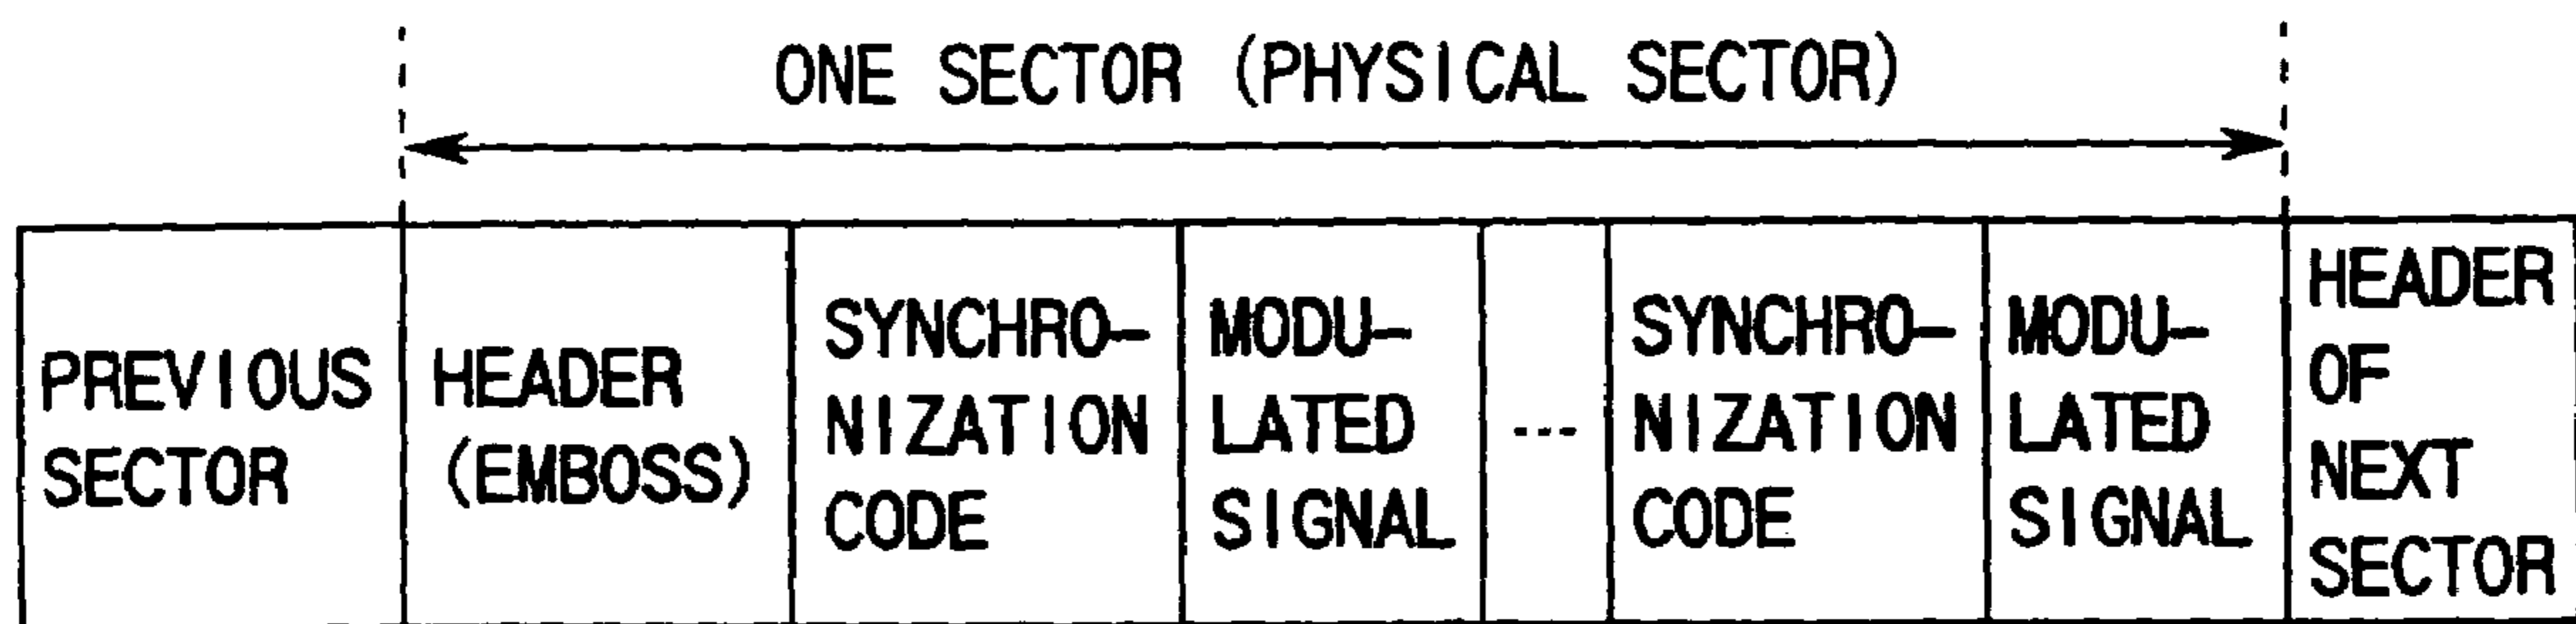 ONE SECTOR (PHYSICAL SECTOR)
PREVIOUS
SECTOR
HEADER
(EMBOSS)
SYNCHRO-
NIZATION
CODE
MODU-
LATED
SIGNAL
---
SYNCHRO-
NIZATION
CODE
MODU-
LATED
SIGNAL
HEADER
OF
NEXT
SECTOR